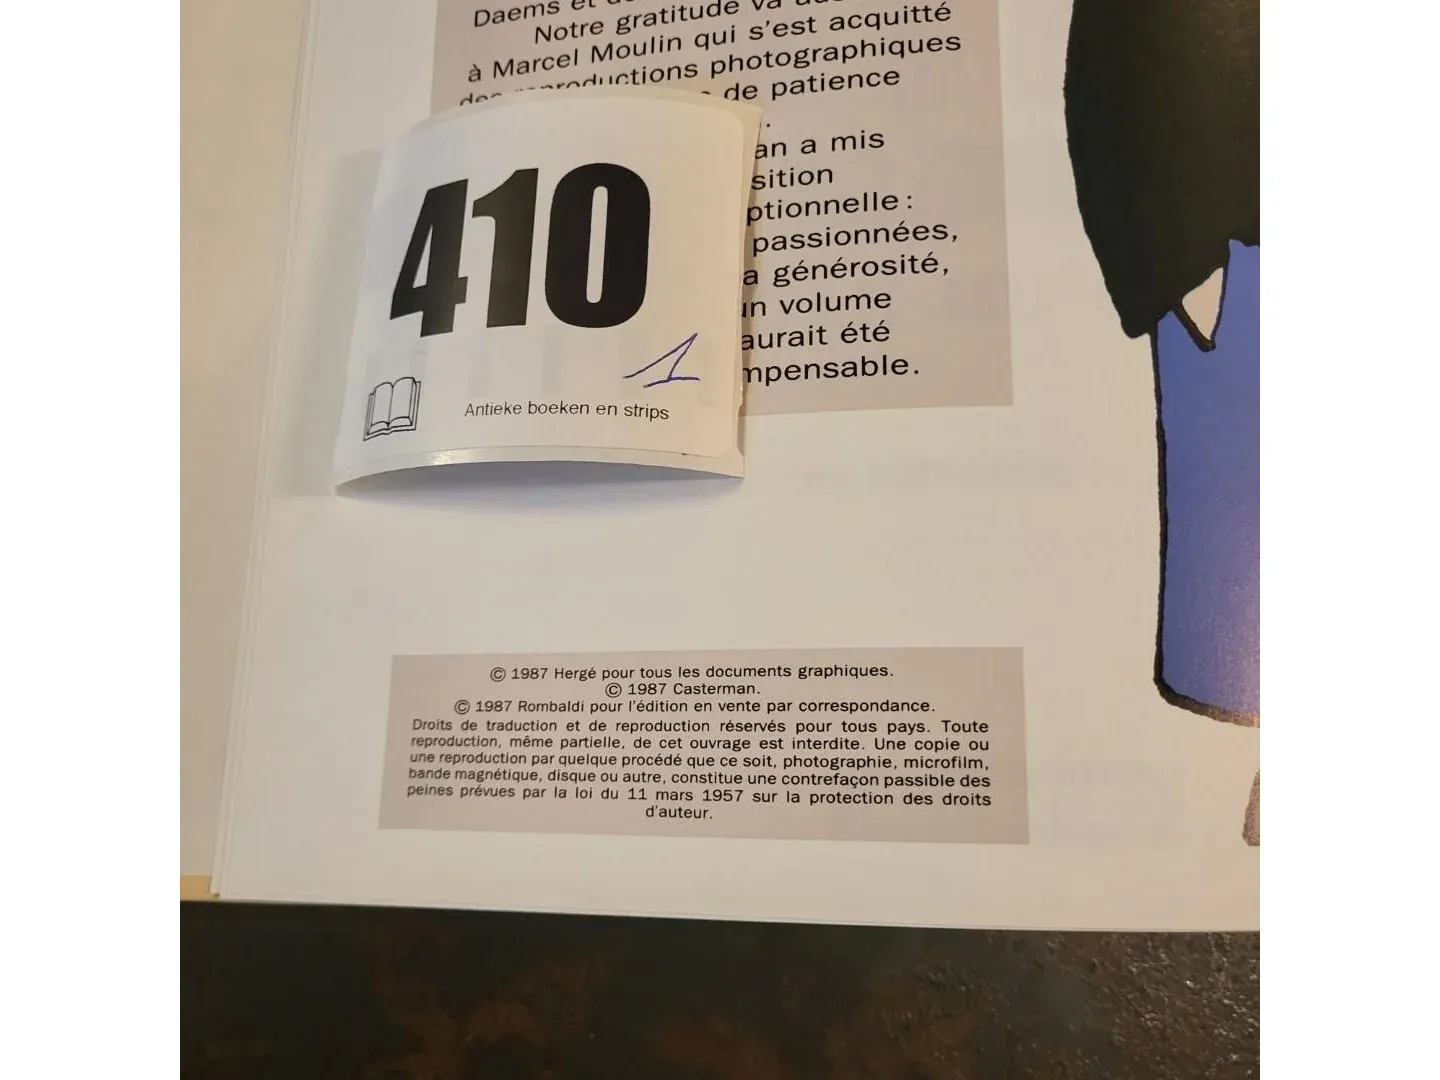 Daems et
Notre gratitude va
à Marcel Moulin qui s'est acquitté
des reproductions photographiques
de patience
.
an a mis
sition
ptionnelle :
passionnées,
a générosité,
un volume
aurait été
mpensable.
410
1
Antieke boeken en strips
© 1987 Hergé pour tous les documents graphiques.
© 1987 Casterman.
© 1987 Rombaldi pour l'édition en vente par correspondance.
Droits de traduction et de reproduction réservés pour tous pays. Toute
reproduction, même partielle, de cet ouvrage est interdite. Une copie ou
une reproduction par quelque procédé que ce soit, photographie, microfilm,
bande magnétique, disque ou autre, constitue une contrefaçon passible des
peines prévues par la loi du 11 mars 1957 sur la protection des droits
d'auteur.